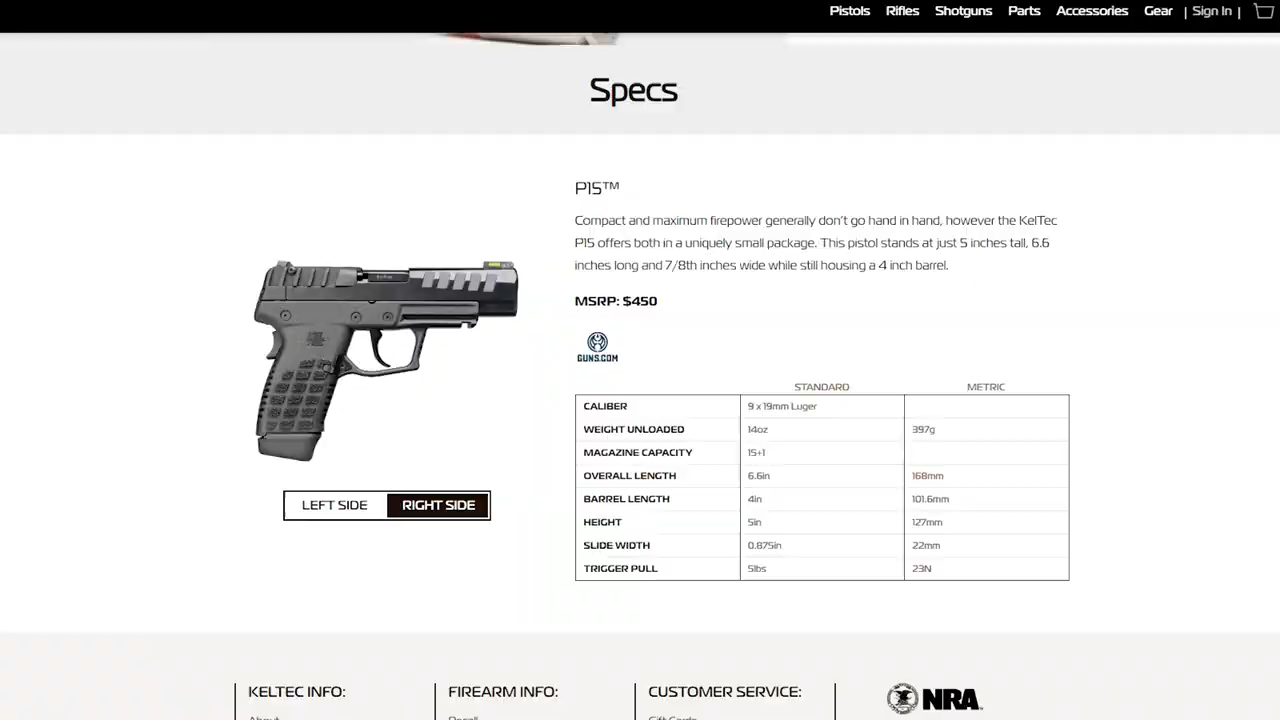 Pistols Rifles Shotguns Parts Accessories Gear | Sign In |
Specs
P15™
Compact and maximum firepower generally don't go hand in hand, however the KelTec
P15 offers both in a uniquely small package. This pistol stands at just 5 inches tall, 6.6
inches long and 7/8th inches wide while still housing a 4 inch barrel.
MSRP: $450
GUNS.COM
STANDARD METRIC
CALIBER 9 x 19mm Luger
WEIGHT UNLOADED 14oz 397g
MAGAZINE CAPACITY 15+1
OVERALL LENGTH 6.6in 168mm
BARREL LENGTH 4in 101.6mm
HEIGHT 5in 127mm
SLIDE WIDTH 0.875in 22mm
TRIGGER PULL 5lbs 23N
LEFT SIDE RIGHT SIDE
KELTEC INFO: FIREARM INFO: CUSTOMER SERVICE: NRA
About Recall Gift Cards